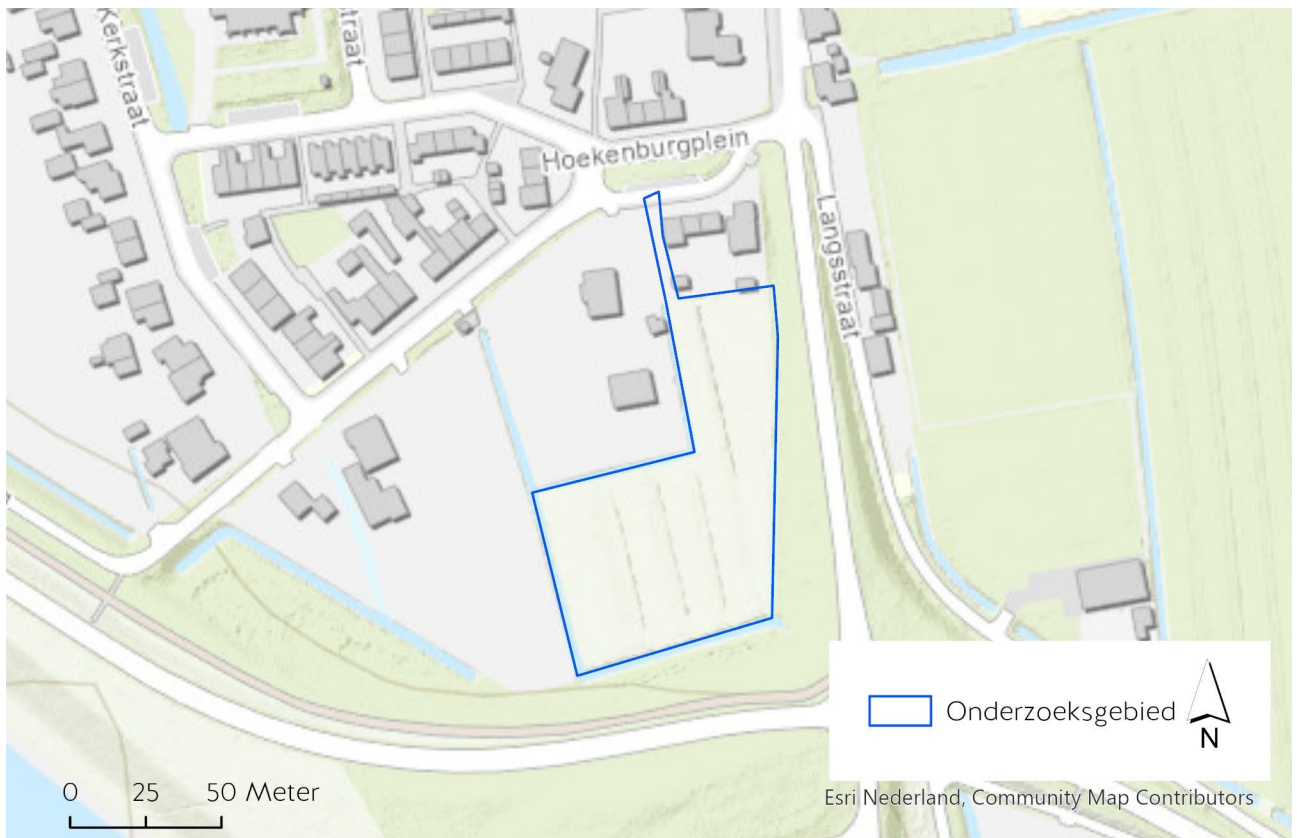 Kerkstraat
traat
Hoekenburgplein
Langsstraat
Onderzoeksgebied
N
0 25 50 Meter
Esri Nederland, Community Map Contributors